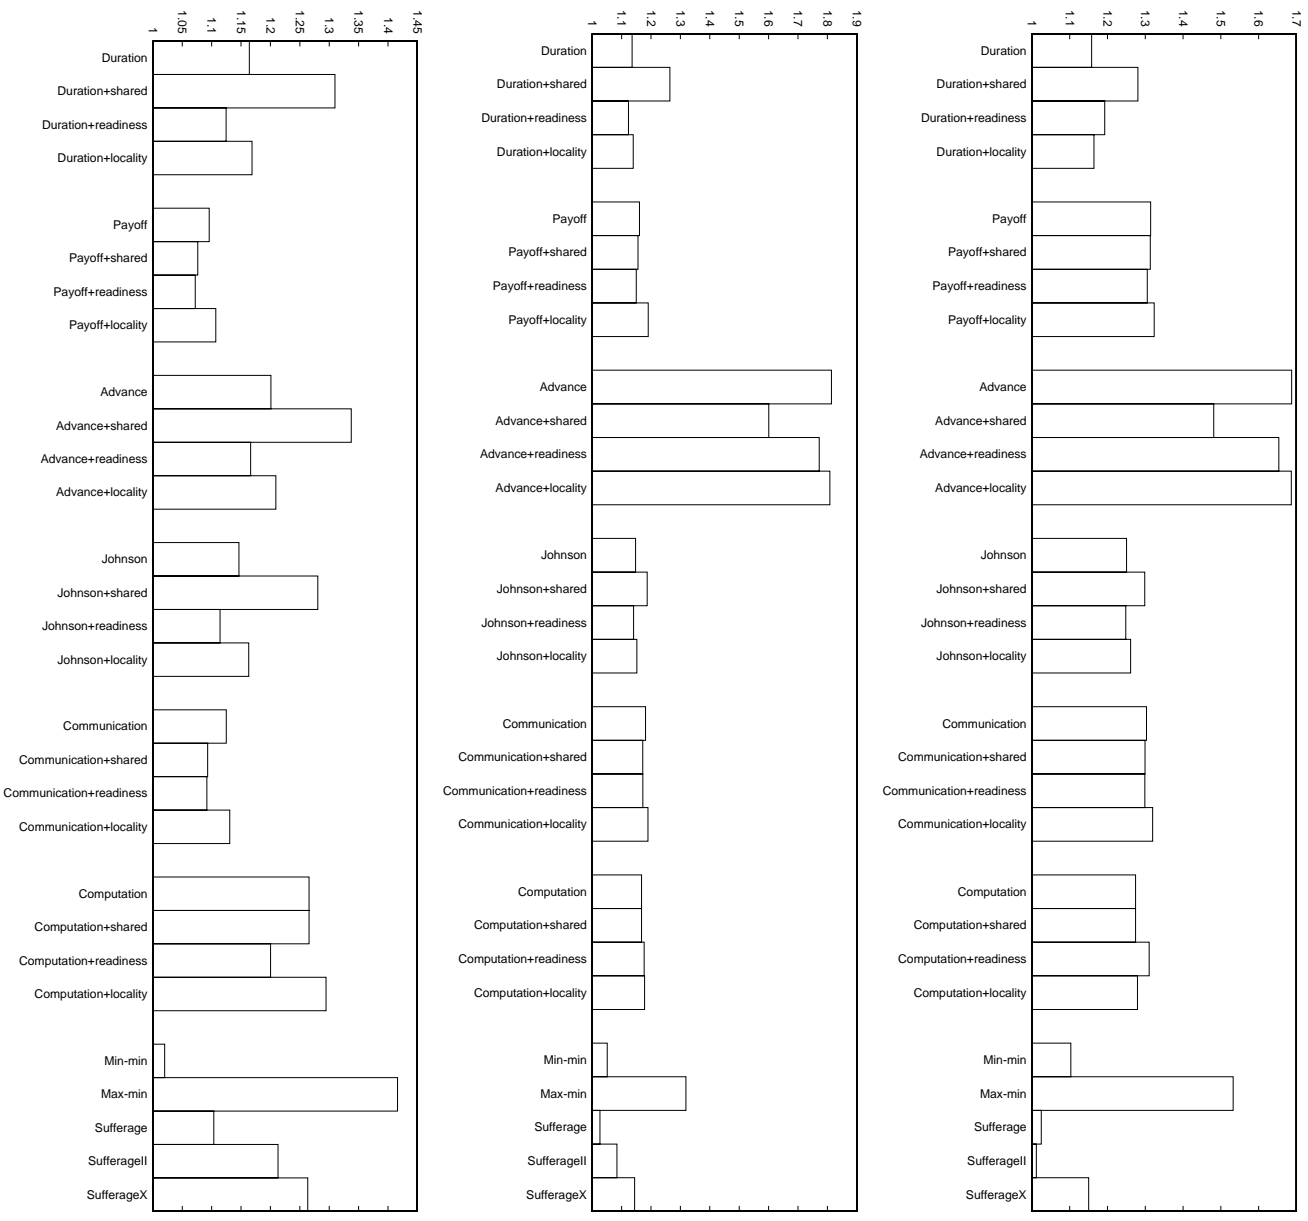 1 1.05 1.1 1.15 1.2 1.25 1.3 1.35 1.4 1.45
Duration
Duration+shared
Duration+readiness
Duration+locality
Payoff
Payoff+shared
Payoff+readiness
Payoff+locality
Advance
Advance+shared
Advance+readiness
Advance+locality
Johnson
Johnson+shared
Johnson+readiness
Johnson+locality
Communication
Communication+shared
Communication+readiness
Communication+locality
Computation
Computation+shared
Computation+readiness
Computation+locality
Min-min
Max-min
Sufferage
SufferageII
SufferageX
1 1.1 1.2 1.3 1.4 1.5 1.6 1.7 1.8 1.9
Duration
Duration+shared
Duration+readiness
Duration+locality
Payoff
Payoff+shared
Payoff+readiness
Payoff+locality
Advance
Advance+shared
Advance+readiness
Advance+locality
Johnson
Johnson+shared
Johnson+readiness
Johnson+locality
Communication
Communication+shared
Communication+readiness
Communication+locality
Computation
Computation+shared
Computation+readiness
Computation+locality
Min-min
Max-min
Sufferage
SufferageII
SufferageX
1 1.1 1.2 1.3 1.4 1.5 1.6 1.7
Duration
Duration+shared
Duration+readiness
Duration+locality
Payoff
Payoff+shared
Payoff+readiness
Payoff+locality
Advance
Advance+shared
Advance+readiness
Advance+locality
Johnson
Johnson+shared
Johnson+readiness
Johnson+locality
Communication
Communication+shared
Communication+readiness
Communication+locality
Computation
Computation+shared
Computation+readiness
Computation+locality
Min-min
Max-min
Sufferage
SufferageII
SufferageX